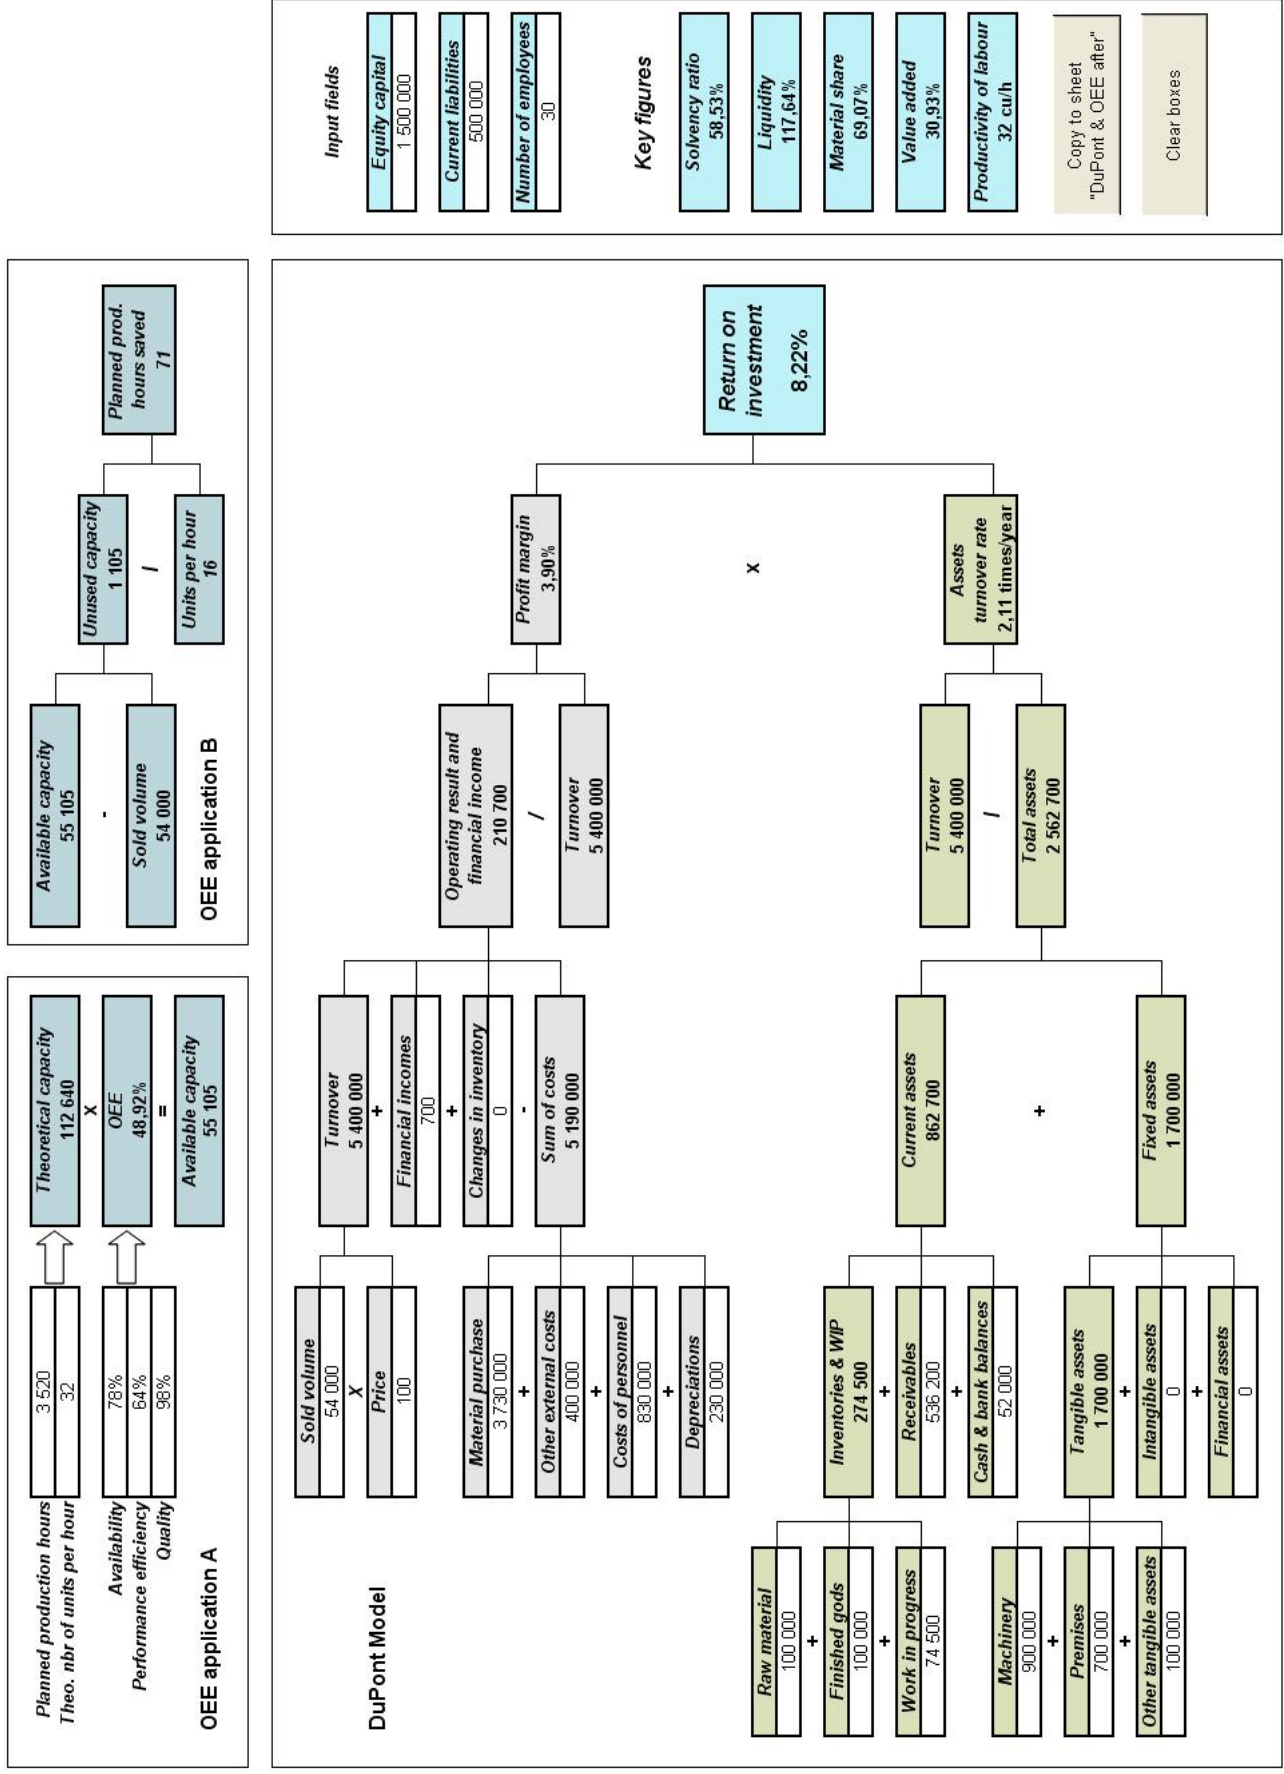 Planned production hours 3 520
Theo. nbr of units per hour 32
Availability 78%
Performance efficiency 64%
Quality 98%
OEE application A
Theoretical capacity
112 640
x
OEE
48,92%
=
Available capacity
55 105
Available capacity
55 105
-
Sold volume
54 000
OEE application B
Unused capacity
1 105
/
Units per hour
16
Planned prod.
hours saved
71
DuPont Model
Sold volume
54 000
x
Price
100
Material purchase
3 730 000
+
Other external costs
400 000
+
Costs of personnel
830 000
+
Depreciations
230 000
Turnover
5 400 000
+
Financial incomes
700
+
Changes in inventory
0
-
Sum of costs
5 190 000
Operating result and
financial income
210 700
/
Turnover
5 400 000
Profit margin
3,90%
x
Return on
investment
8,22%
Raw material
100 000
+
Finished gods
100 000
+
Work in progress
74 500
Machinery
900 000
+
Premises
700 000
+
Other tangible assets
100 000
Inventories & WIP
274 500
+
Receivables
536 200
+
Cash & bank balances
52 000
Tangible assets
1 700 000
+
Intangible assets
0
+
Financial assets
0
Current assets
862 700
+
Fixed assets
1 700 000
Turnover
5 400 000
/
Total assets
2 562 700
Assets
turnover rate
2,11 times/year
Input fields
Equity capital
1 500 000
Current liabilities
500 000
Number of employees
30
Key figures
Solvency ratio
58,53%
Liquidity
117,64%
Material share
69,07%
Value added
30,93%
Productivity of labour
32 cu/h
Copy to sheet
"DuPont & OEE after"
Clear boxes